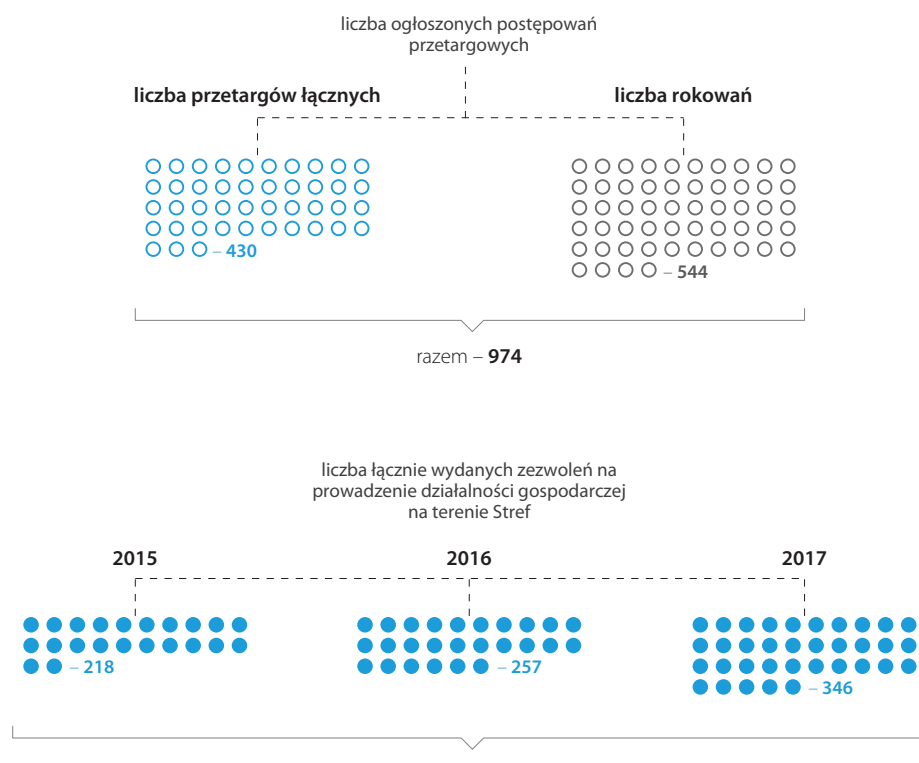 liczba ogłoszonych postępowań
przetargowych
liczba przetargów łącznych
liczba rokowań
– 430
– 544
razem – 974
liczba łącznie wydanych zezwoleń na
prowadzenie działalności gospodarczej
na terenie Stref
2015
2016
2017
– 218
– 257
– 346